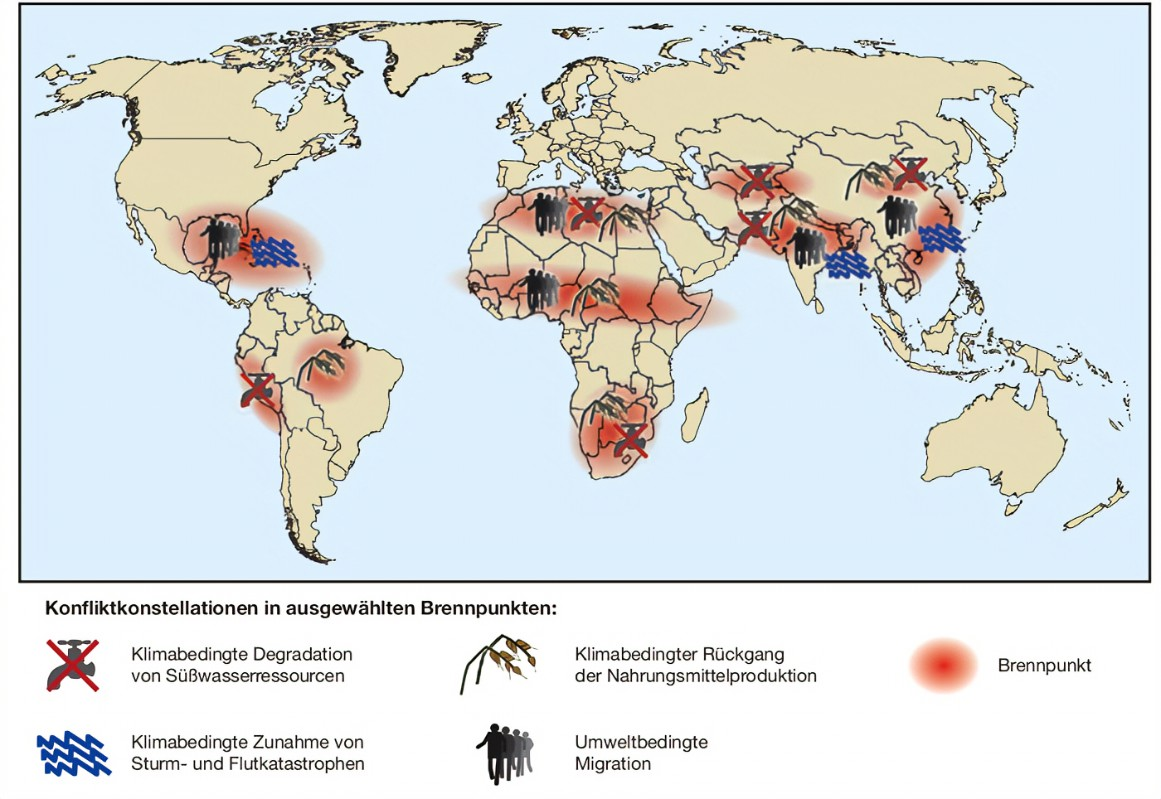 Konfliktkonstellationen in ausgewählten Brennpunkten:
Klimabedingte Degradation
von Süßwasserressourcen
Klimabedingter Rückgang
der Nahrungsmittelproduktion
Brennpunkt
Klimabedingte Zunahme von
Sturm- und Flutkatastrophen
Umweltbedingte
Migration